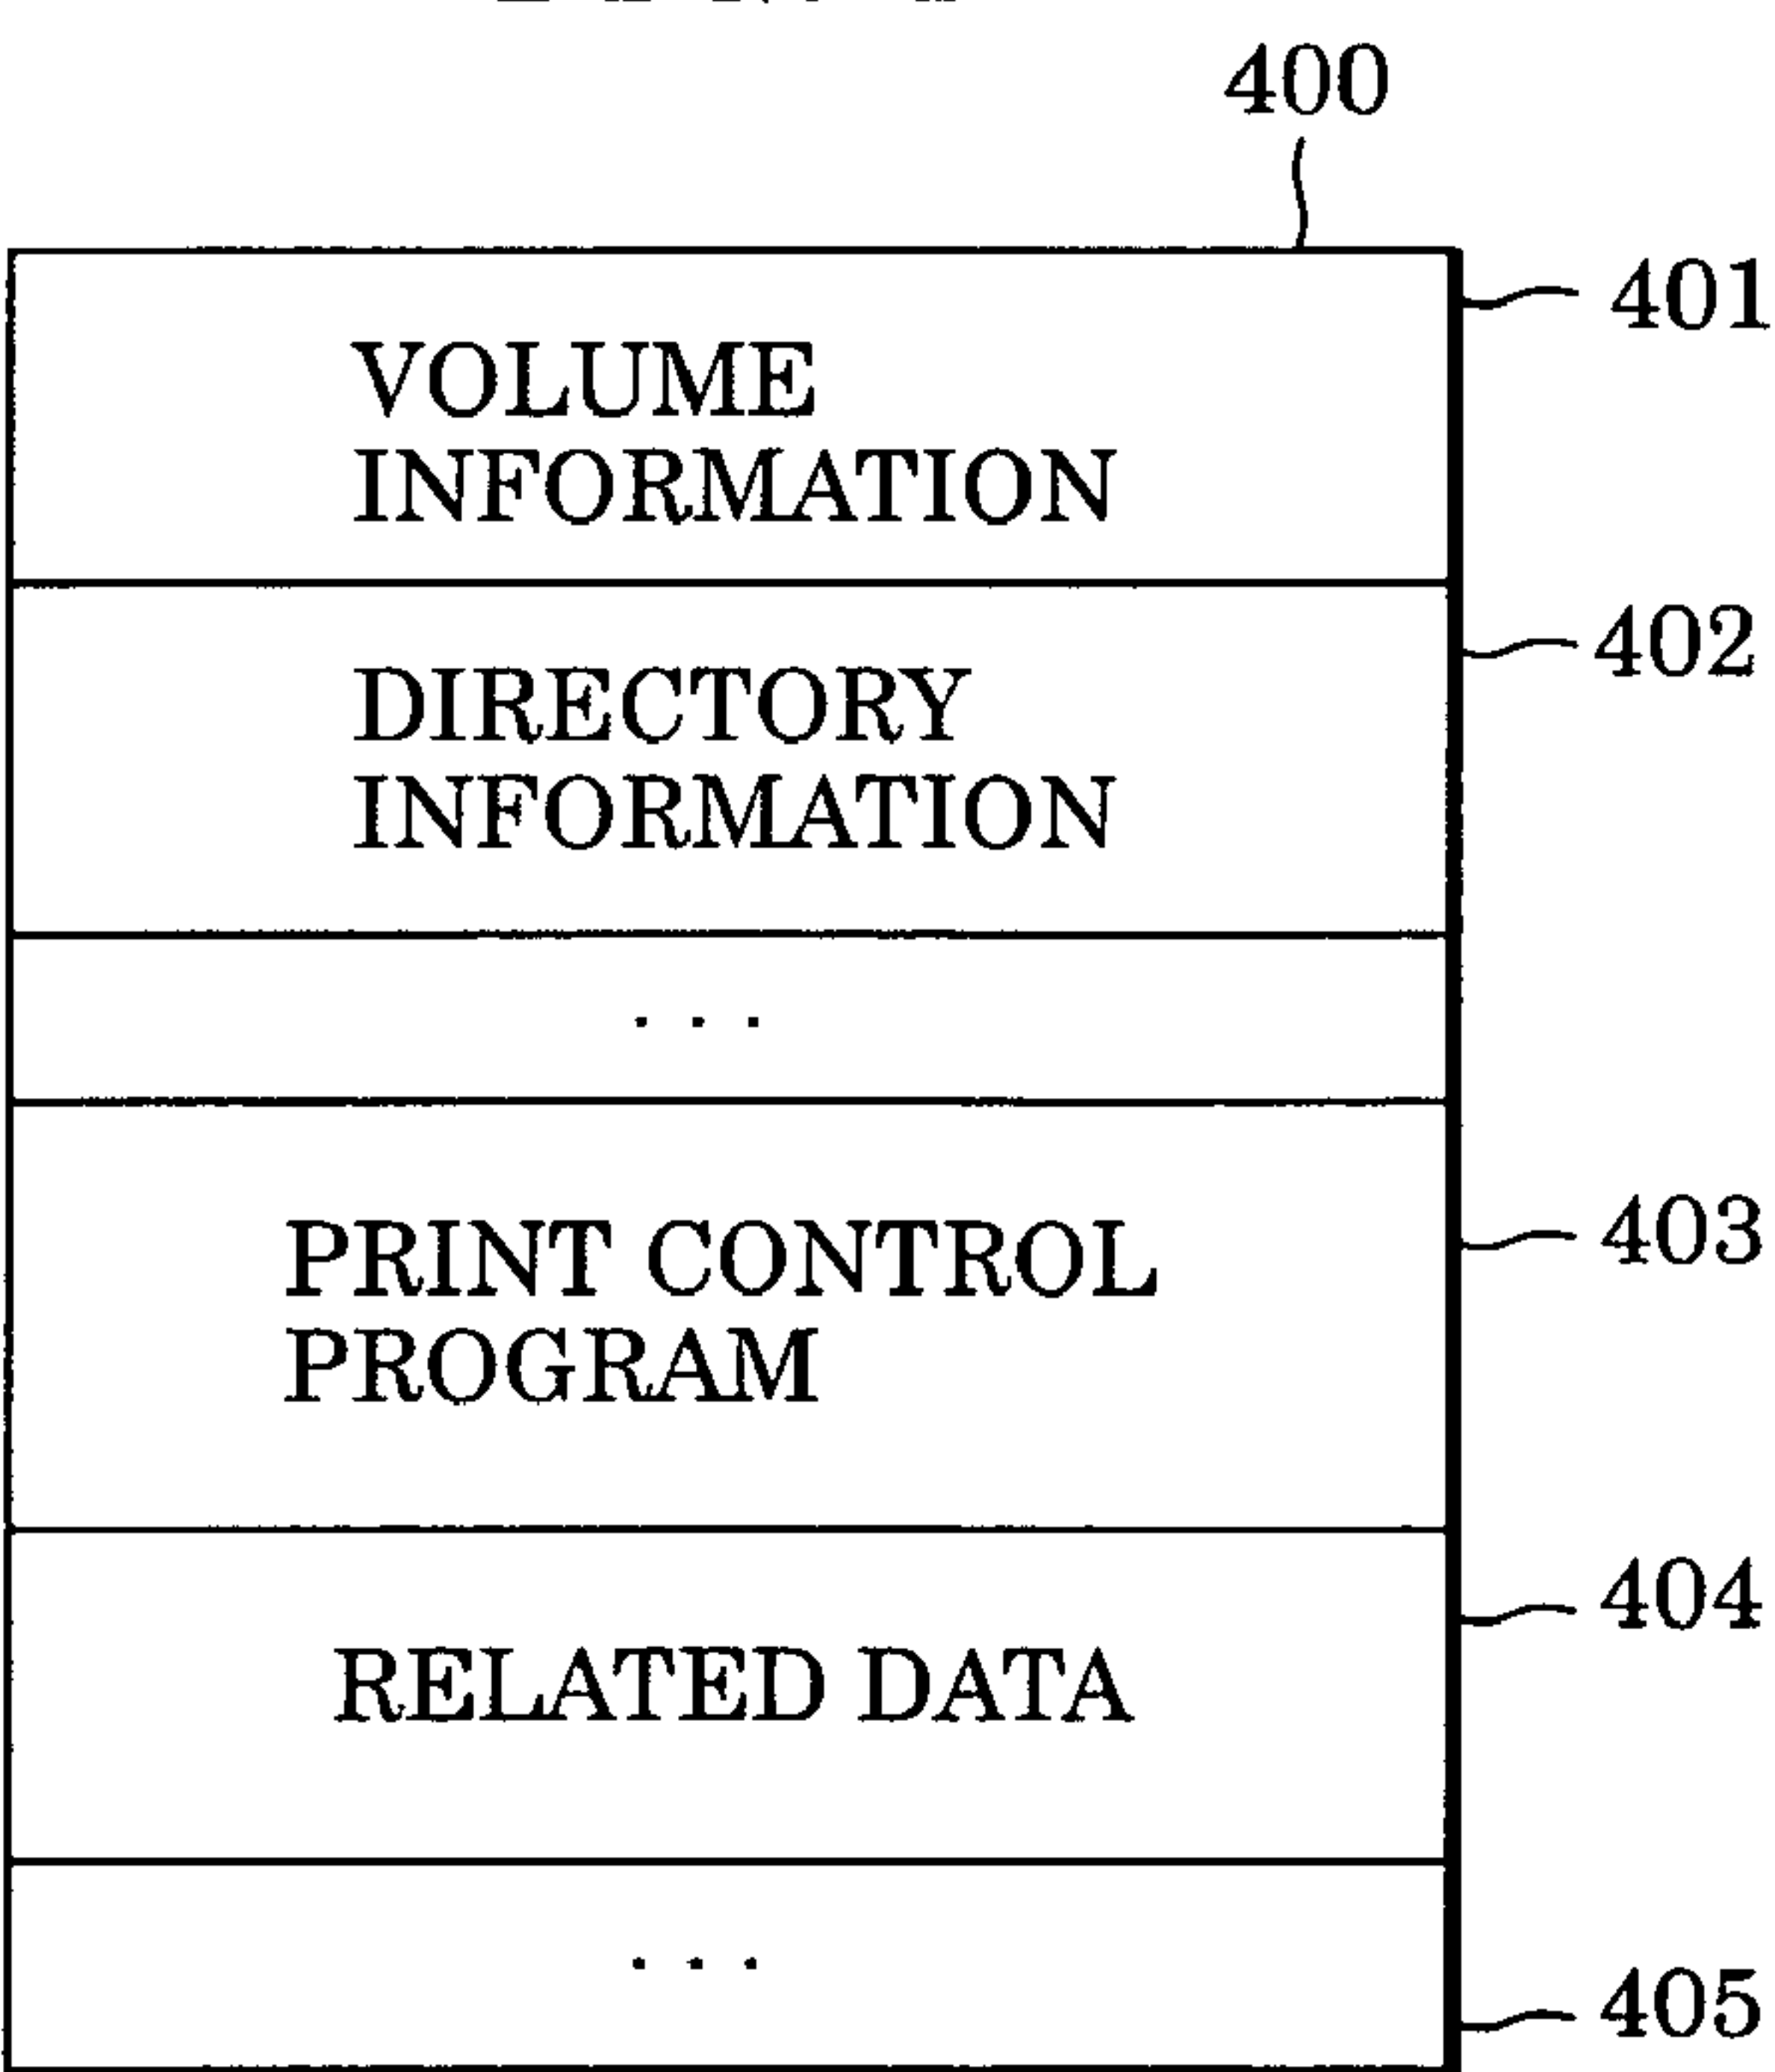 400
401
VOLUME
INFORMATION
402
DIRECTORY
INFORMATION
. . .
403
PRINT CONTROL
PROGRAM
404
RELATED DATA
. . .
405